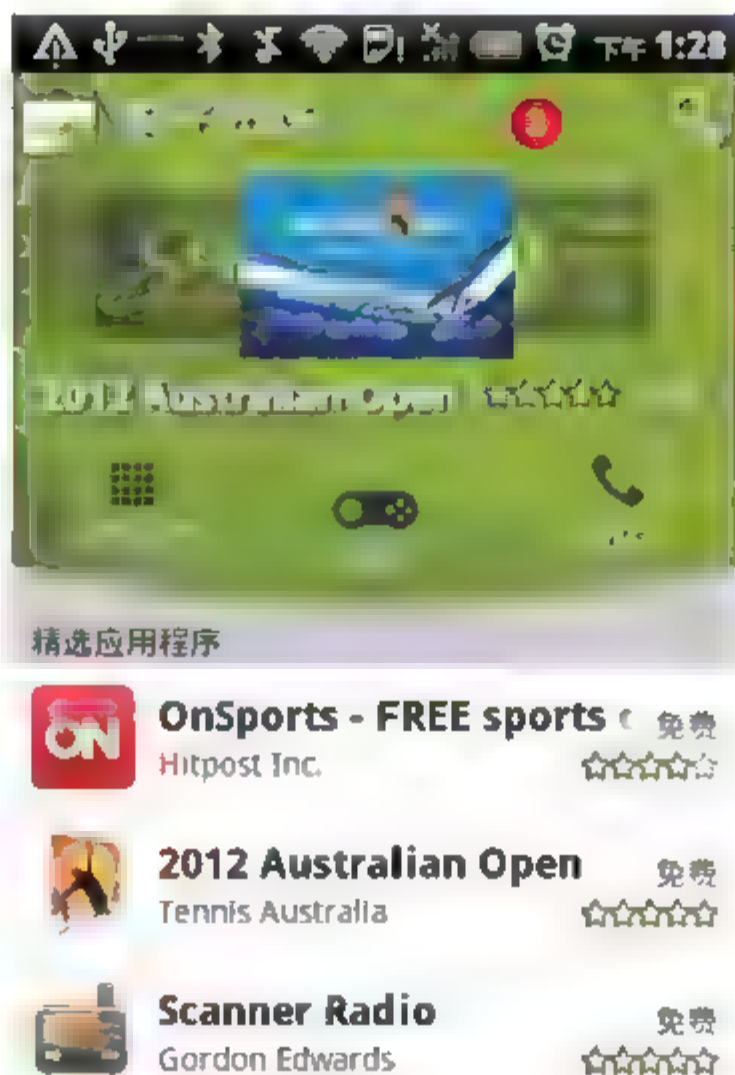 下午 1:28
2012 Australian Open
精选应用程序
ON
OnSports - FREE sports
免费
Hitpost Inc.
2012 Australian Open
免费
Tennis Australia
Scanner Radio
免费
Gordon Edwards